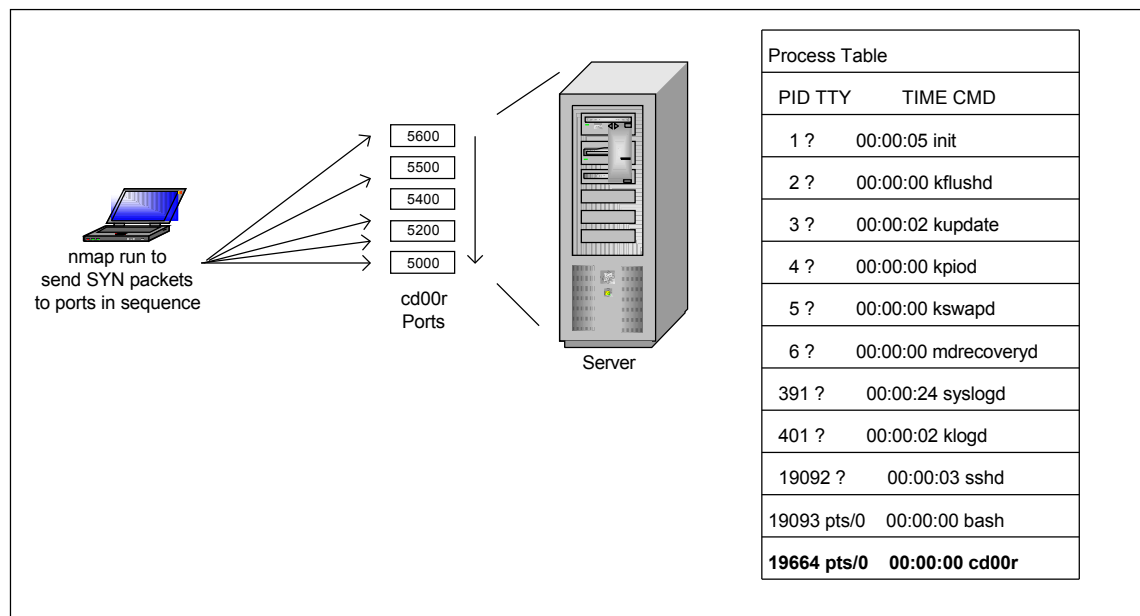 nmap run to
send SYN packets
to ports in sequence
5600
5500
5400
5200
5000
cd00r
Ports
Server
Process Table
PID TTY TIME CMD
1 ? 00:00:05 init
2 ? 00:00:00 kflushd
3 ? 00:00:02 kupdate
4 ? 00:00:00 kpiod
5 ? 00:00:00 kswapd
6 ? 00:00:00 mdrecoveryd
391 ? 00:00:24 syslogd
401 ? 00:00:02 klogd
19092 ? 00:00:03 sshd
19093 pts/0 00:00:00 bash
19664 pts/0 00:00:00 cd00r